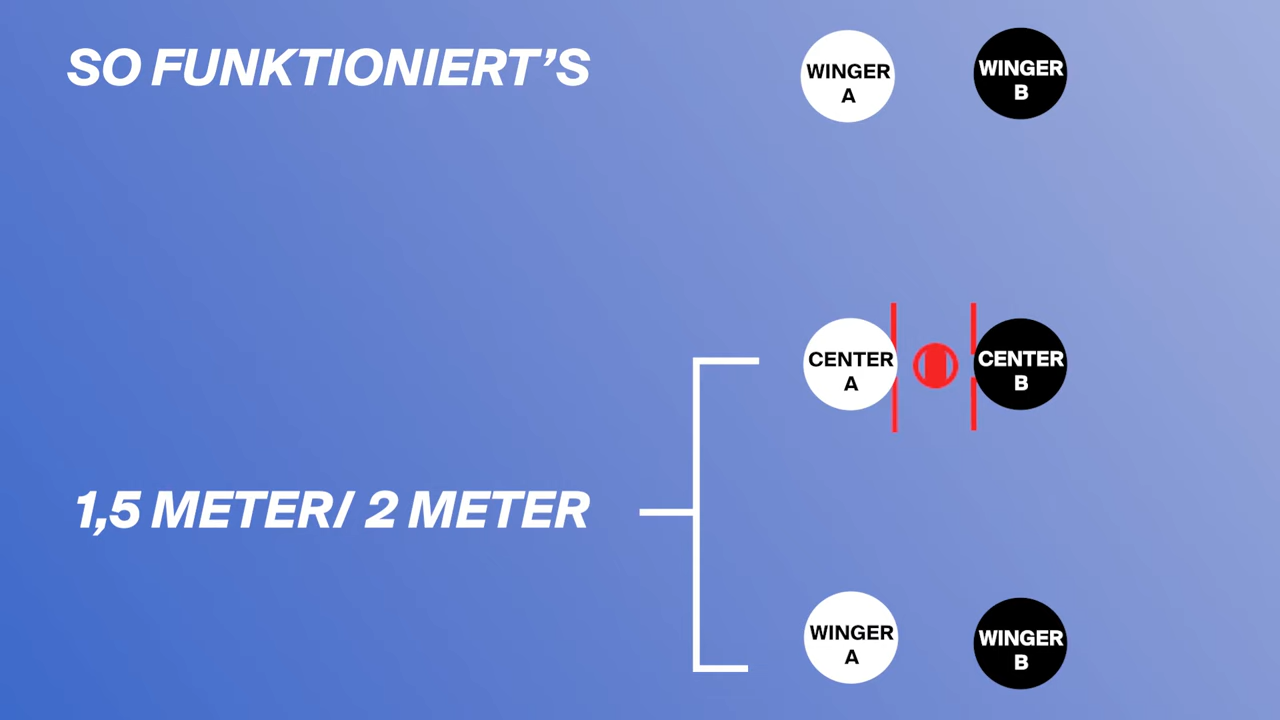 SO FUNKTIONIERT’S
WINGER
A
WINGER
B
CENTER
A
CENTER
B
1,5 METER/ 2 METER
WINGER
A
WINGER
B